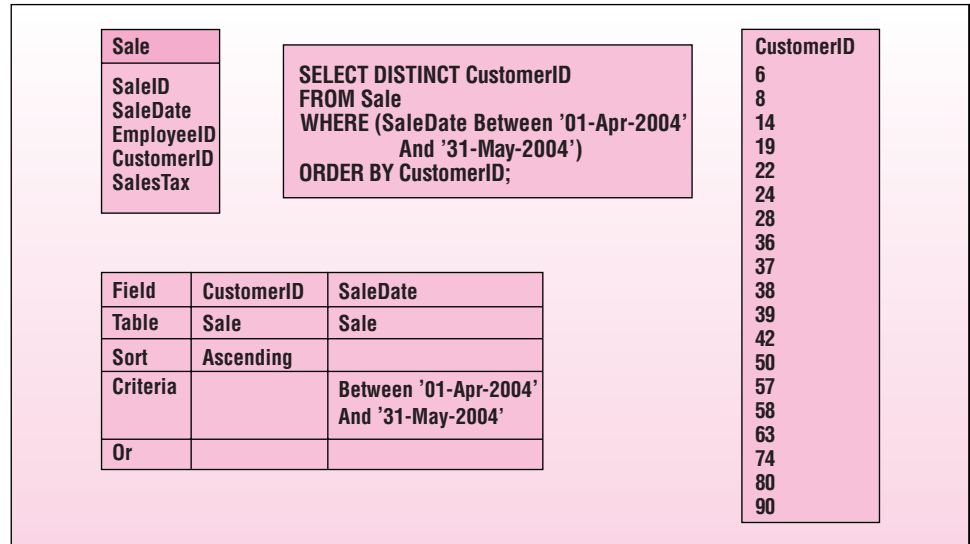 Sale
SaleID
SaleDate
EmployeeID
CustomerID
SalesTax
SELECT DISTINCT CustomerID
FROM Sale
WHERE (SaleDate Between '01-Apr-2004'
And '31-May-2004')
ORDER BY CustomerID;
Field CustomerID SaleDate
Table Sale Sale
Sort Ascending
Criteria Between ’01-Apr-2004’
And ’31-May-2004’
Or
CustomerID
6
8
14
19
22
24
28
36
37
38
39
42
50
57
58
63
74
80
90